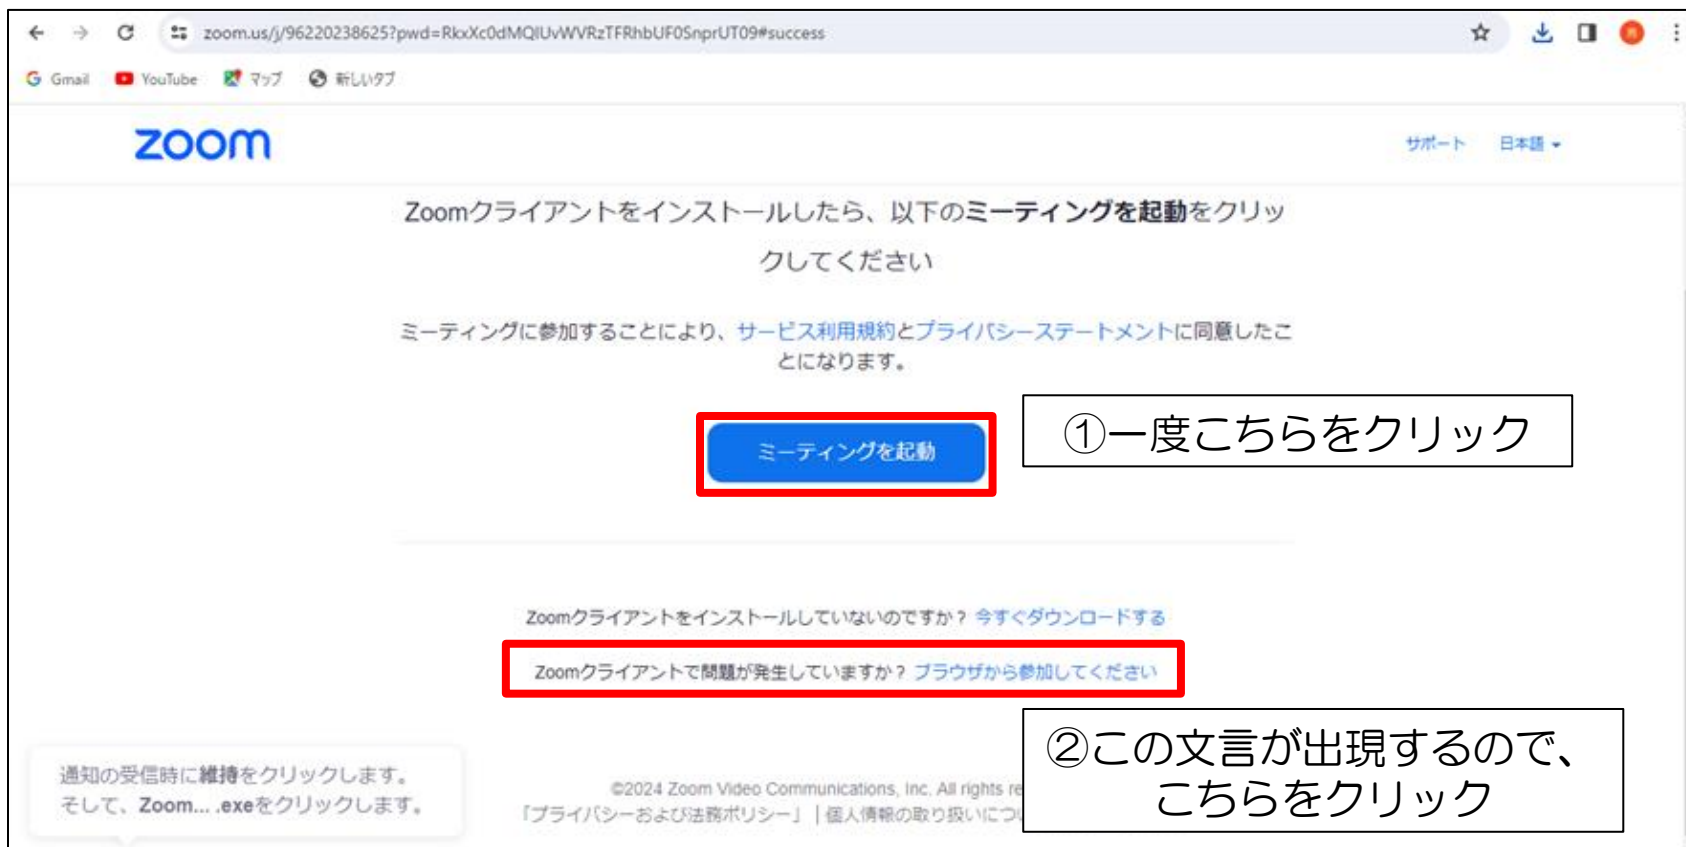 zoom.us/j/96220238625?pwd=RkxXc0dMQlUvWVRzTFRhbUF0SnprUT09#success
Gmail YouTube マップ 新しいタブ
zoom サポート 日本語
Zoomクライアントをインストールしたら、以下のミーティングを起動をクリッ
クしてください
ミーティングに参加することにより、サービス利用規約とプライバシーステートメントに同意したこ
とになります。
ミーティングを起動
①一度こちらをクリック
Zoomクライアントをインストールしていないのですか？今すぐダウンロードする
Zoomクライアントで問題が発生していますか？ブラウザから参加してください
②この文言が出現するので、
こちらをクリック
通知の受信時に維持をクリックします。
そして、Zoom... .exeをクリックします。
©2024 Zoom Video Communications, Inc. All rights re
「プライバシーおよび法務ポリシー」 | 個人情報の取り扱いについ